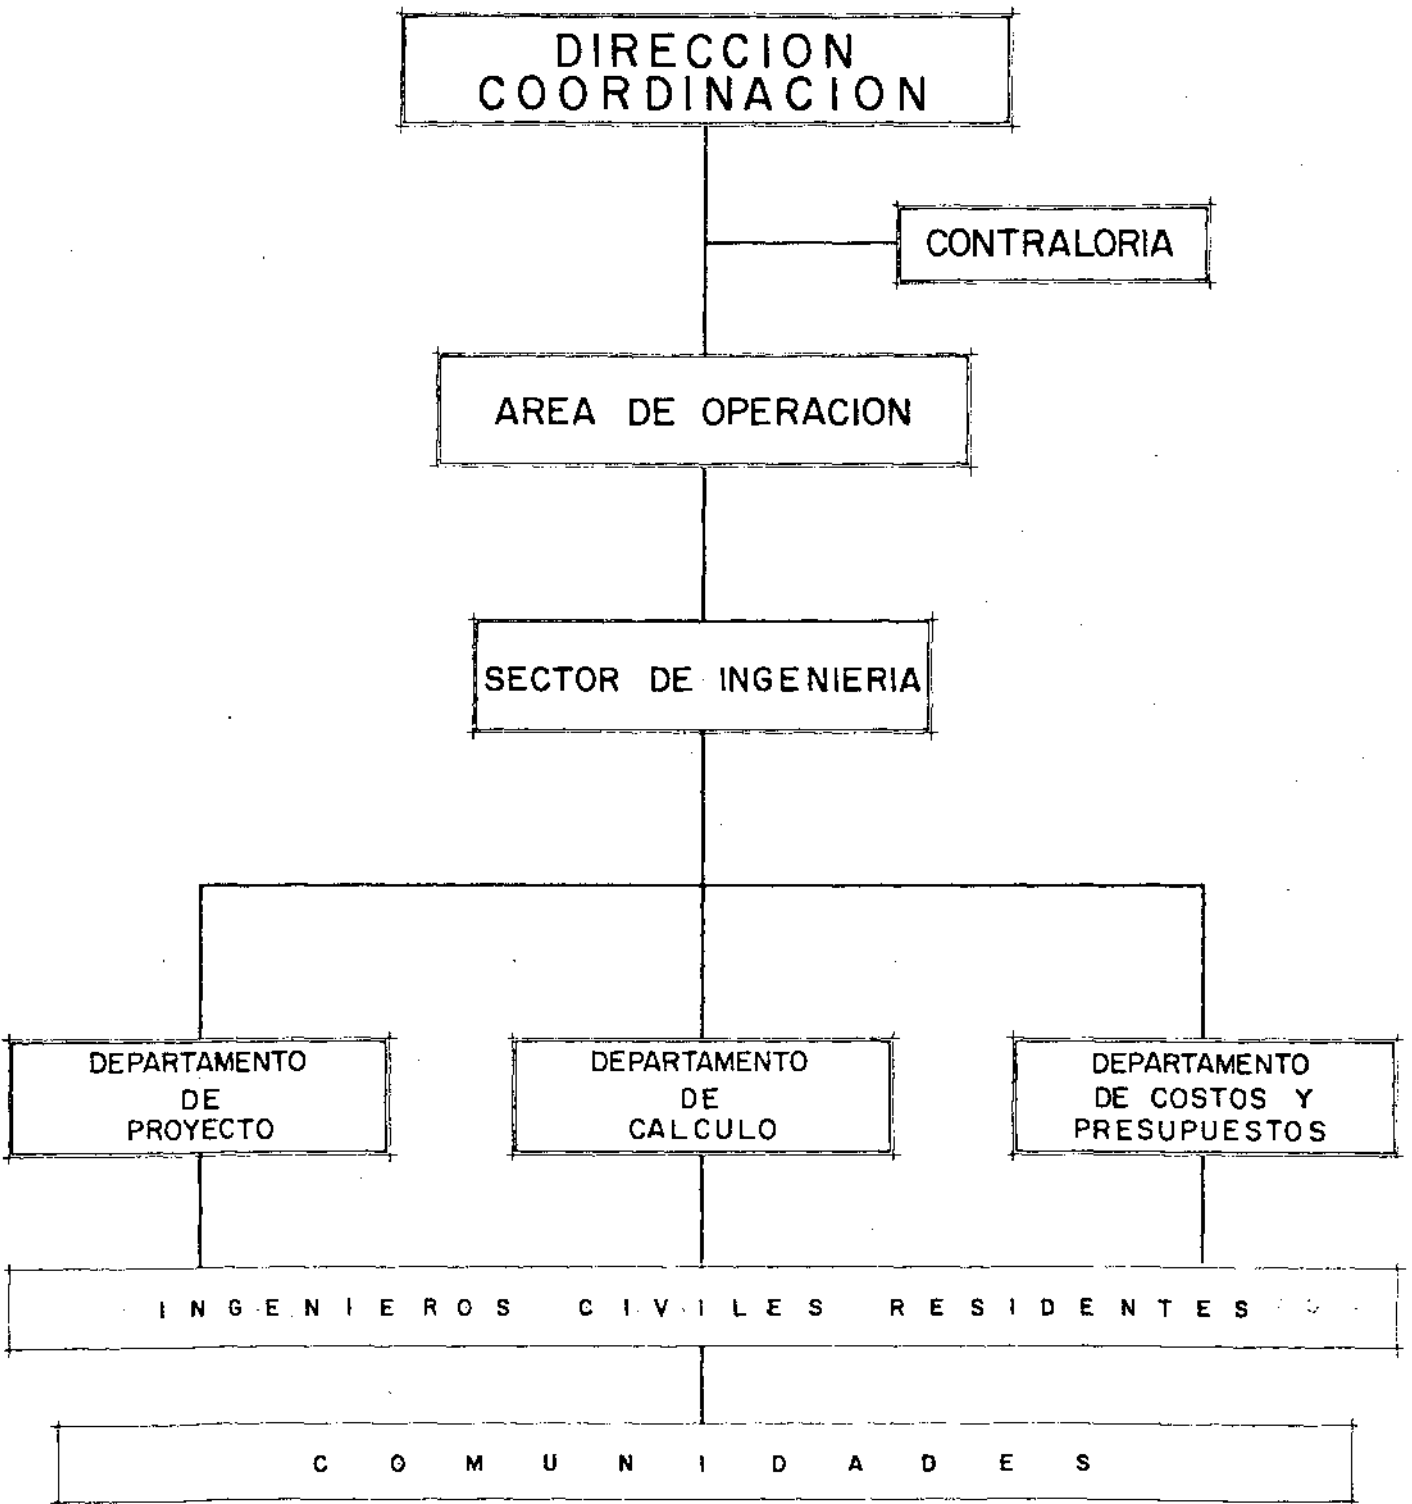 DIRECCION
COORDINACION
CONTRALORIA
AREA DE OPERACION
SECTOR DE INGENIERIA
DEPARTAMENTO
DE
PROYECTO
DEPARTAMENTO
DE
CALCULO
DEPARTAMENTO
DE COSTOS Y
PRESUPUESTOS
INGENIEROS CIVILES RESIDENTES
COMUNIDADES